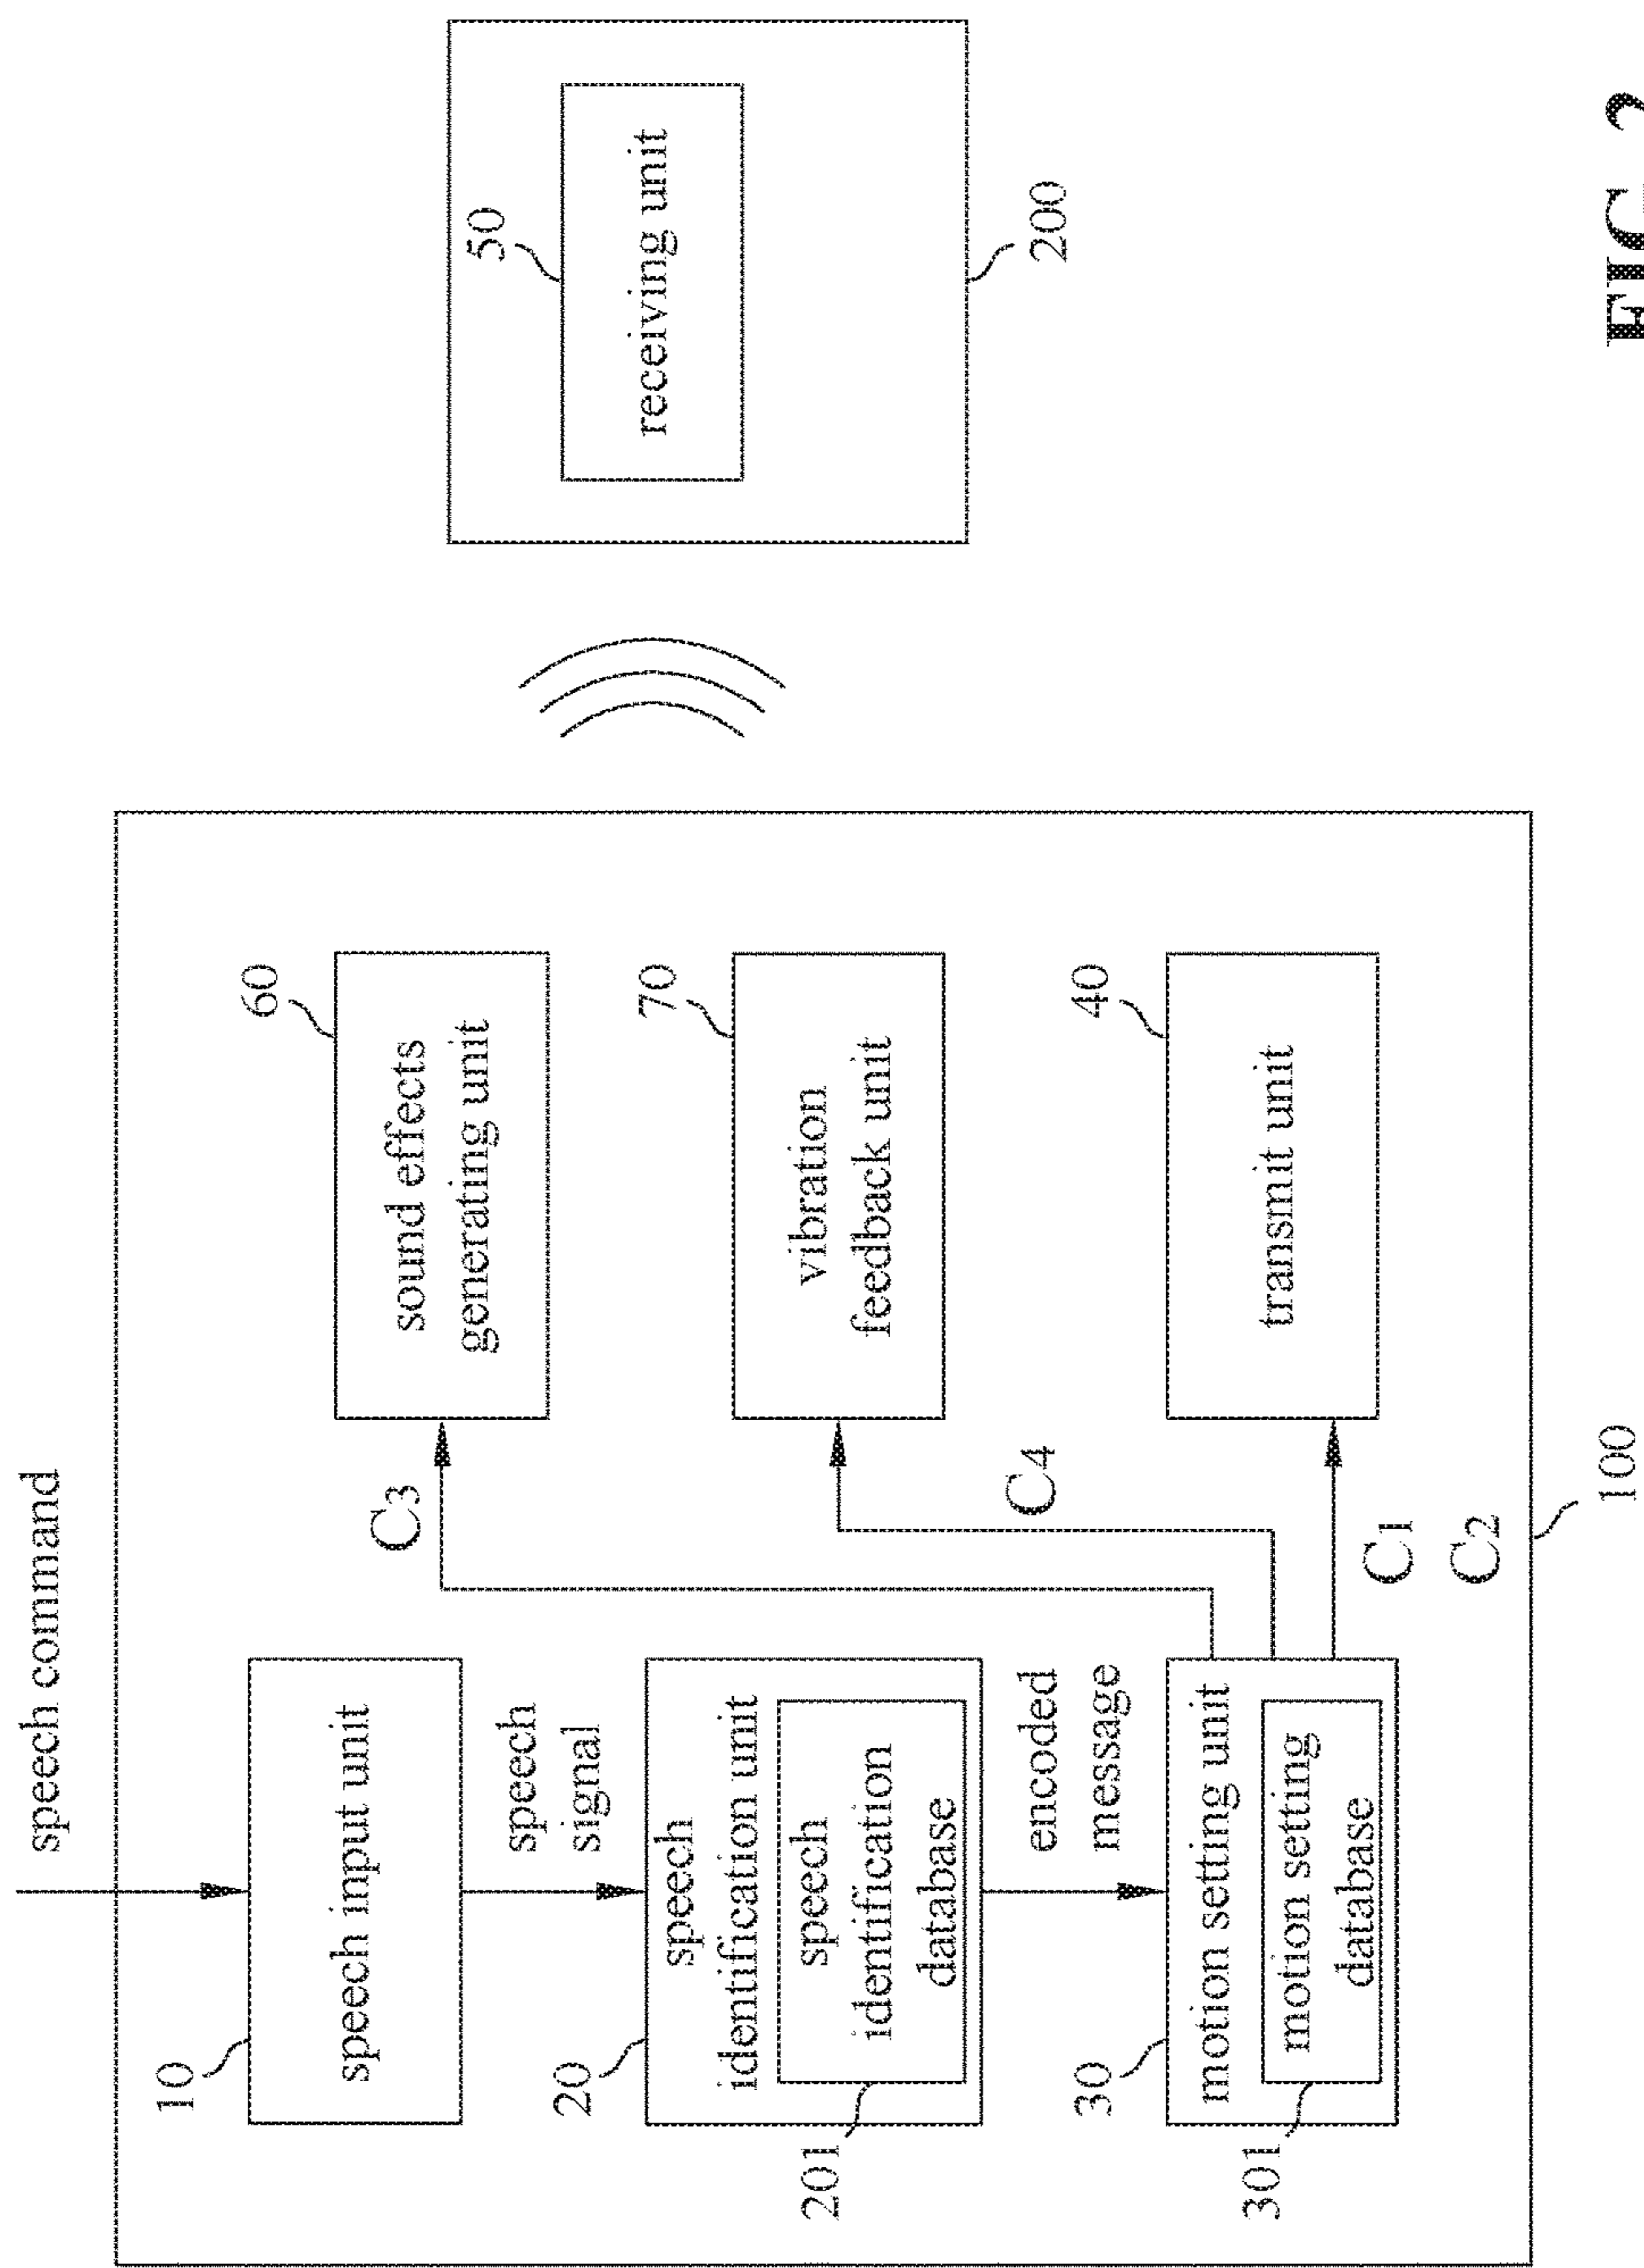 speech command
10
speech input unit
speech
signal
20
speech
identification unit
201
speech
identification
database
encoded
message
30
motion setting unit
301
motion setting
database
C3
C4
C1
C2
60
sound effects
generating unit
70
vibration
feedback unit
40
transmit unit
100
50
receiving unit
200
FIG.2